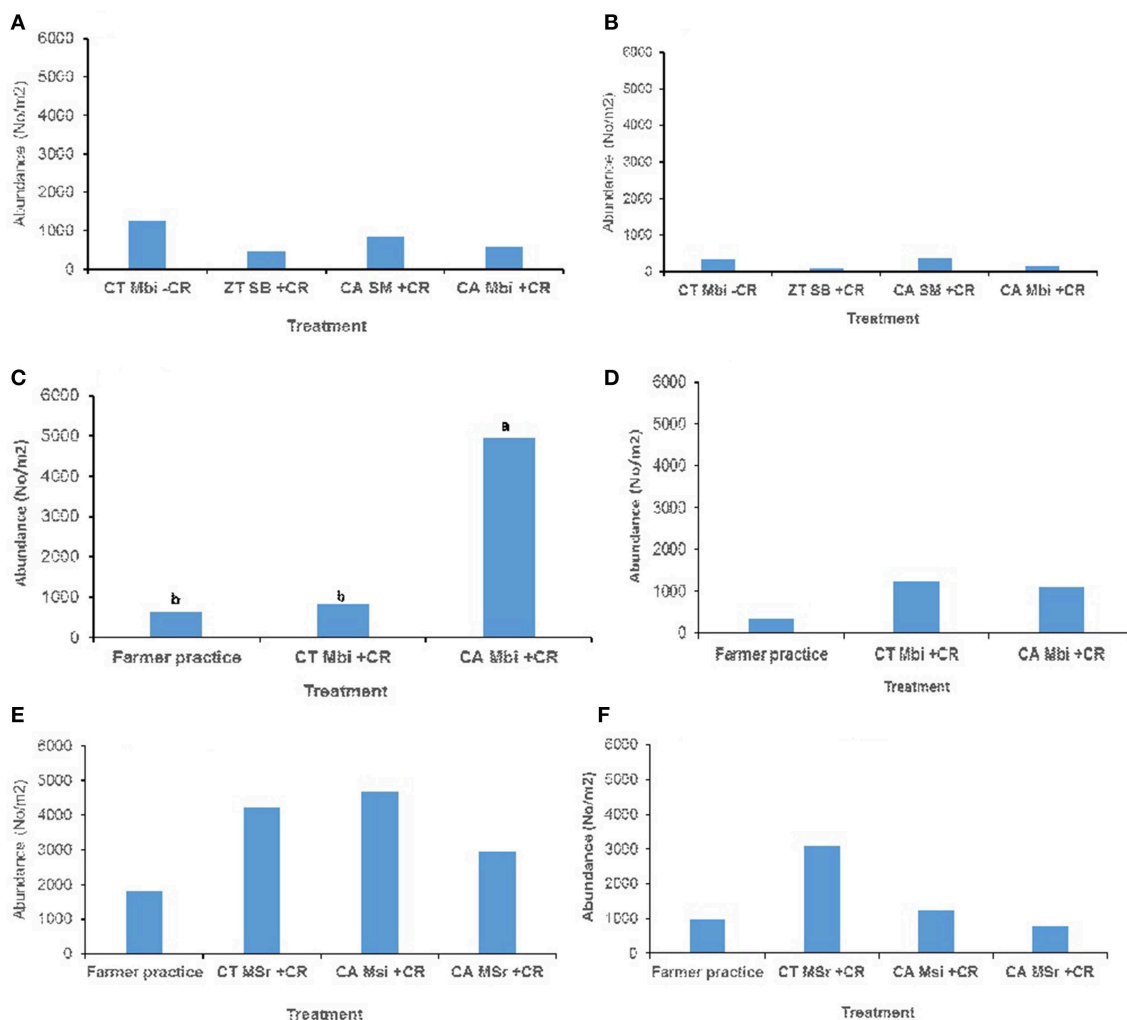 A
Abundance (No/m2)
6000
5000
4000
3000
2000
1000
0
CT Mbi -CR ZT SB +CR CA SM +CR CA Mbi +CR
Treatment
B
Abundance (No/m2)
6000
5000
4000
3000
2000
1000
0
CT Mbi -CR ZT SB +CR CA SM +CR CA Mbi +CR
Treatment
C
Abundance (No/m2)
6000
5000
4000
3000
2000
1000
0
b
b
a
Farmer practice CT Mbi +CR CA Mbi +CR
Treatment
D
Abundance (No/m2)
6000
5000
4000
3000
2000
1000
0
Farmer practice CT Mbi +CR CA Mbi +CR
Treatment
E
Abundance (No/m2)
6000
5000
4000
3000
2000
1000
0
Farmer practice CT MSr +CR CA Msi +CR CA MSr +CR
Treatment
F
Abundance (No/m2)
6000
5000
4000
3000
2000
1000
0
Farmer practice CT MSr +CR CA Msi +CR CA MSr +CR
Treatment